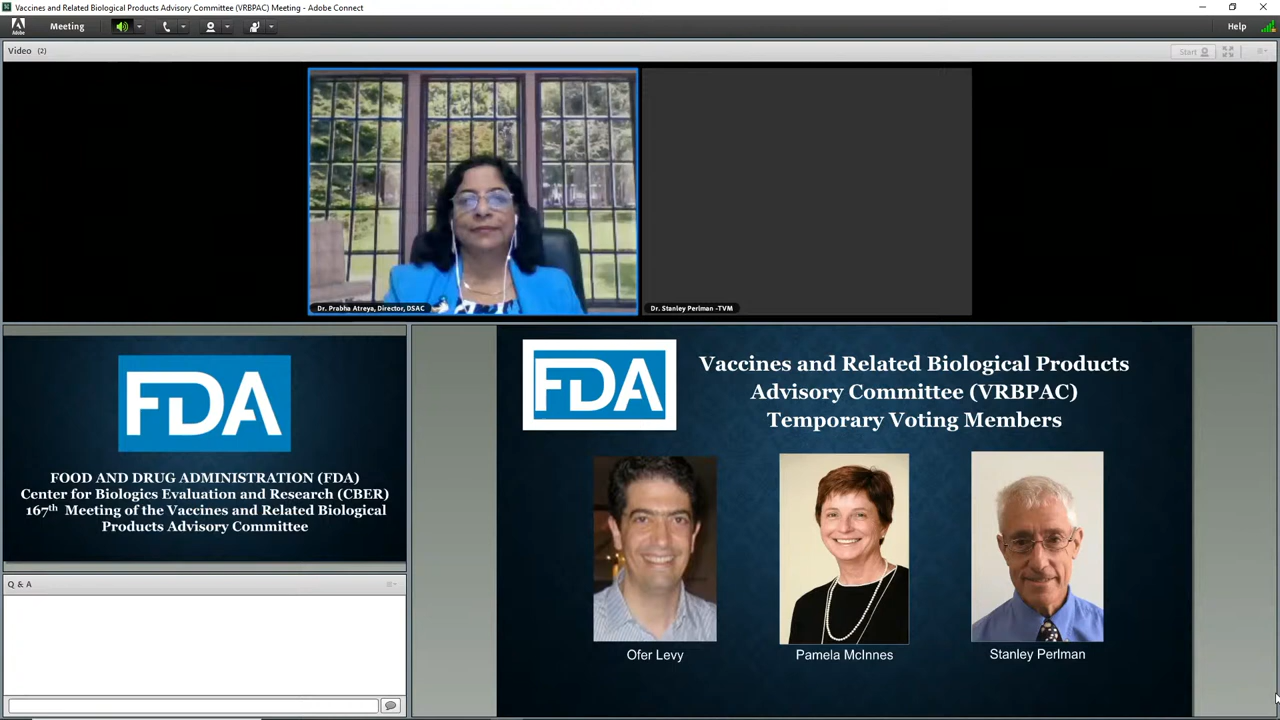 Vaccines and Related Biological Products Advisory Committee (VRBPAC) Meeting - Adobe Connect
Adobe
Meeting
Help
Video (2)
Start
Dr. Prabha Atreya, Director, DSAC
Dr. Stanley Perlman -TVM
FDA
FOOD AND DRUG ADMINISTRATION (FDA)
Center for Biologics Evaluation and Research (CBER)
167th Meeting of the Vaccines and Related Biological
Products Advisory Committee
Q & A
FDA
Vaccines and Related Biological Products
Advisory Committee (VRBPAC)
Temporary Voting Members
Ofer Levy
Pamela McInnes
Stanley Perlman